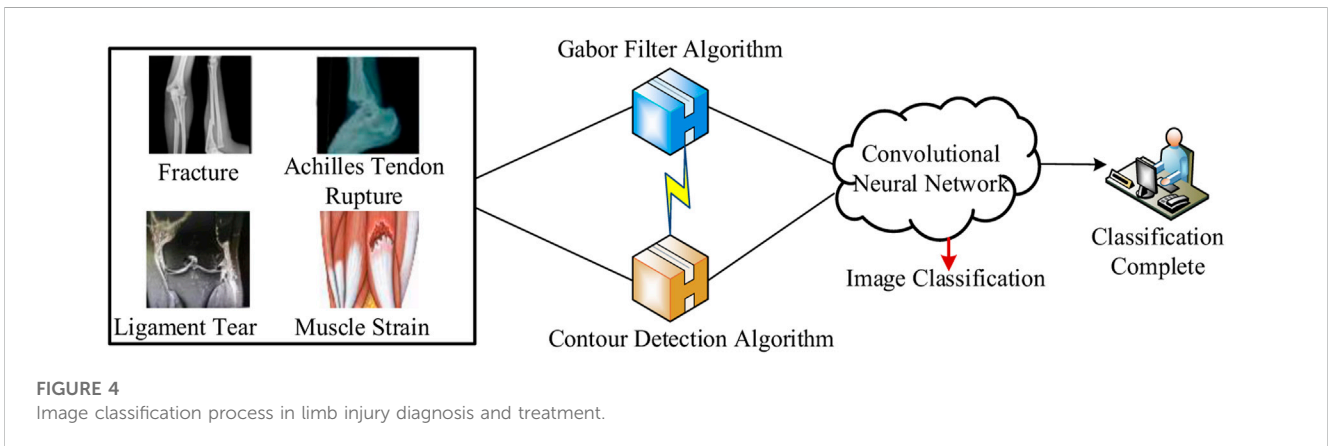 Gabor Filter Algorithm
Fracture
Achilles Tendon
Rupture
Ligament Tear
Muscle Strain
Contour Detection Algorithm
Convolutional
Neural Network
Image Classification
Classification
Complete
FIGURE 4
Image classification process in limb injury diagnosis and treatment.